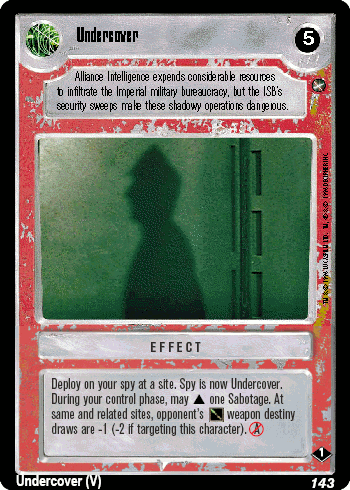 Undercover
5
Alliance Intelligence expends considerable resources
to infiltrate the Imperial military bureaucracy, but the ISB's
security sweeps make these shadowy operations dangerous.
EFFECT
Deploy on your spy at a site. Spy is now Undercover.
During your control phase, may ▲ one Sabotage. At
same and related sites, opponent's weapon destiny
draws are -1 (-2 if targeting this character). A
1
Undercover (V)
143